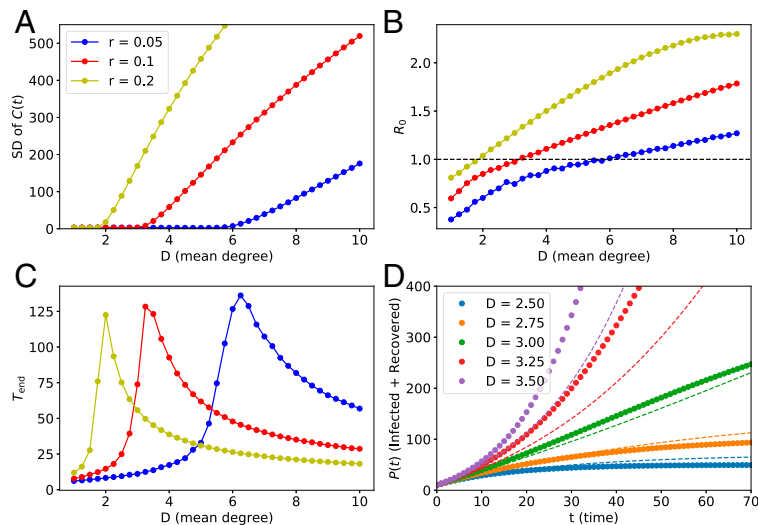 A
B
500
400
300
200
100
0
SD of C(t)
r = 0.05
r = 0.1
r = 0.2
2
4
6
8
10
D (mean degree)
2.0
1.5
1.0
0.5
R0
2
4
6
8
10
D (mean degree)
C
D
125
100
75
50
25
0
Tend
2
4
6
8
10
D (mean degree)
400
300
200
100
0
P(t) (Infected + Recovered)
D = 2.50
D = 2.75
D = 3.00
D = 3.25
D = 3.50
0
10
20
30
40
50
60
70
t (time)